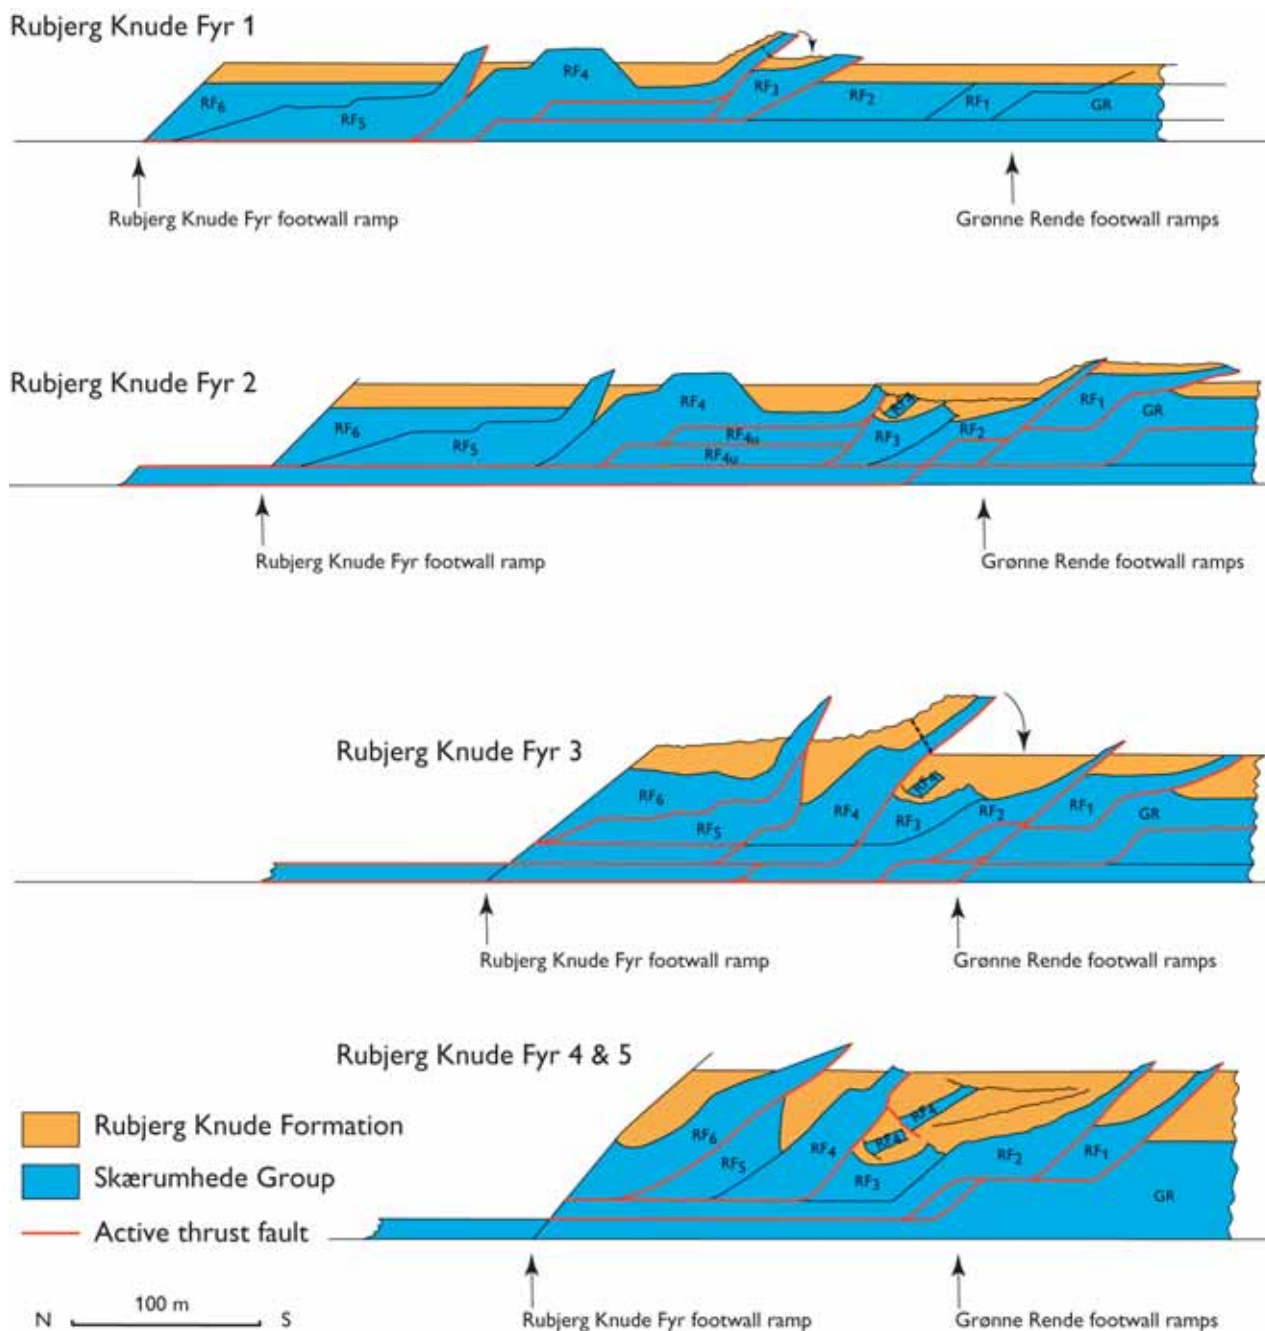 Rubjerg Knude Fyr 1
RF6
RF5
RF4
RF3
RF2
RF1
GR
Rubjerg Knude Fyr footwall ramp
Grønne Rende footwall ramps
Rubjerg Knude Fyr 2
RF6
RF5
RF4
RF4u
RF4u
RF3
RF2
RF1
GR
Rubjerg Knude Fyr footwall ramp
Grønne Rende footwall ramps
Rubjerg Knude Fyr 3
RF6
RF5
RF4
RF4
RF3
RF2
RF1
GR
Rubjerg Knude Fyr footwall ramp
Grønne Rende footwall ramps
Rubjerg Knude Fyr 4 & 5
RF6
RF5
RF4
RF4
RF4
RF3
RF2
RF1
GR
Rubjerg Knude Formation
Skærumhede Group
Active thrust fault
N 100 m S
Rubjerg Knude Fyr footwall ramp
Grønne Rende footwall ramps